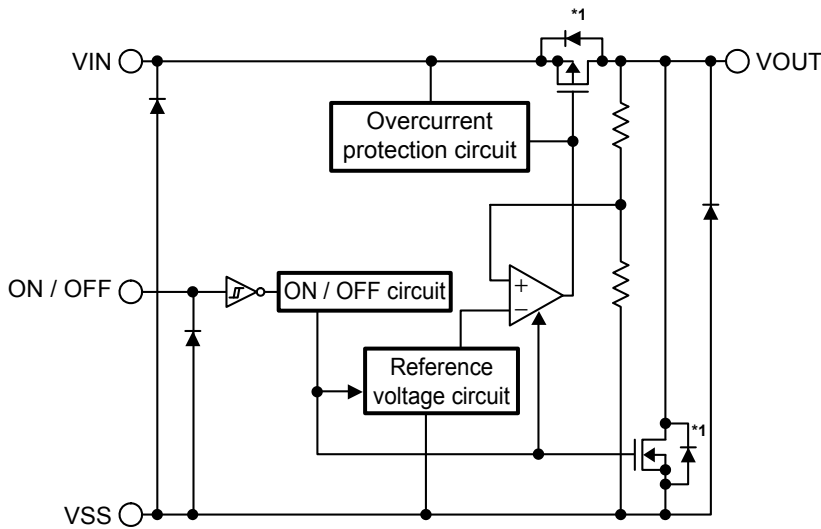 *1
VIN
VOUT
Overcurrent
protection circuit
ON / OFF
ON / OFF circuit
+
−
Reference
voltage circuit
*1
VSS